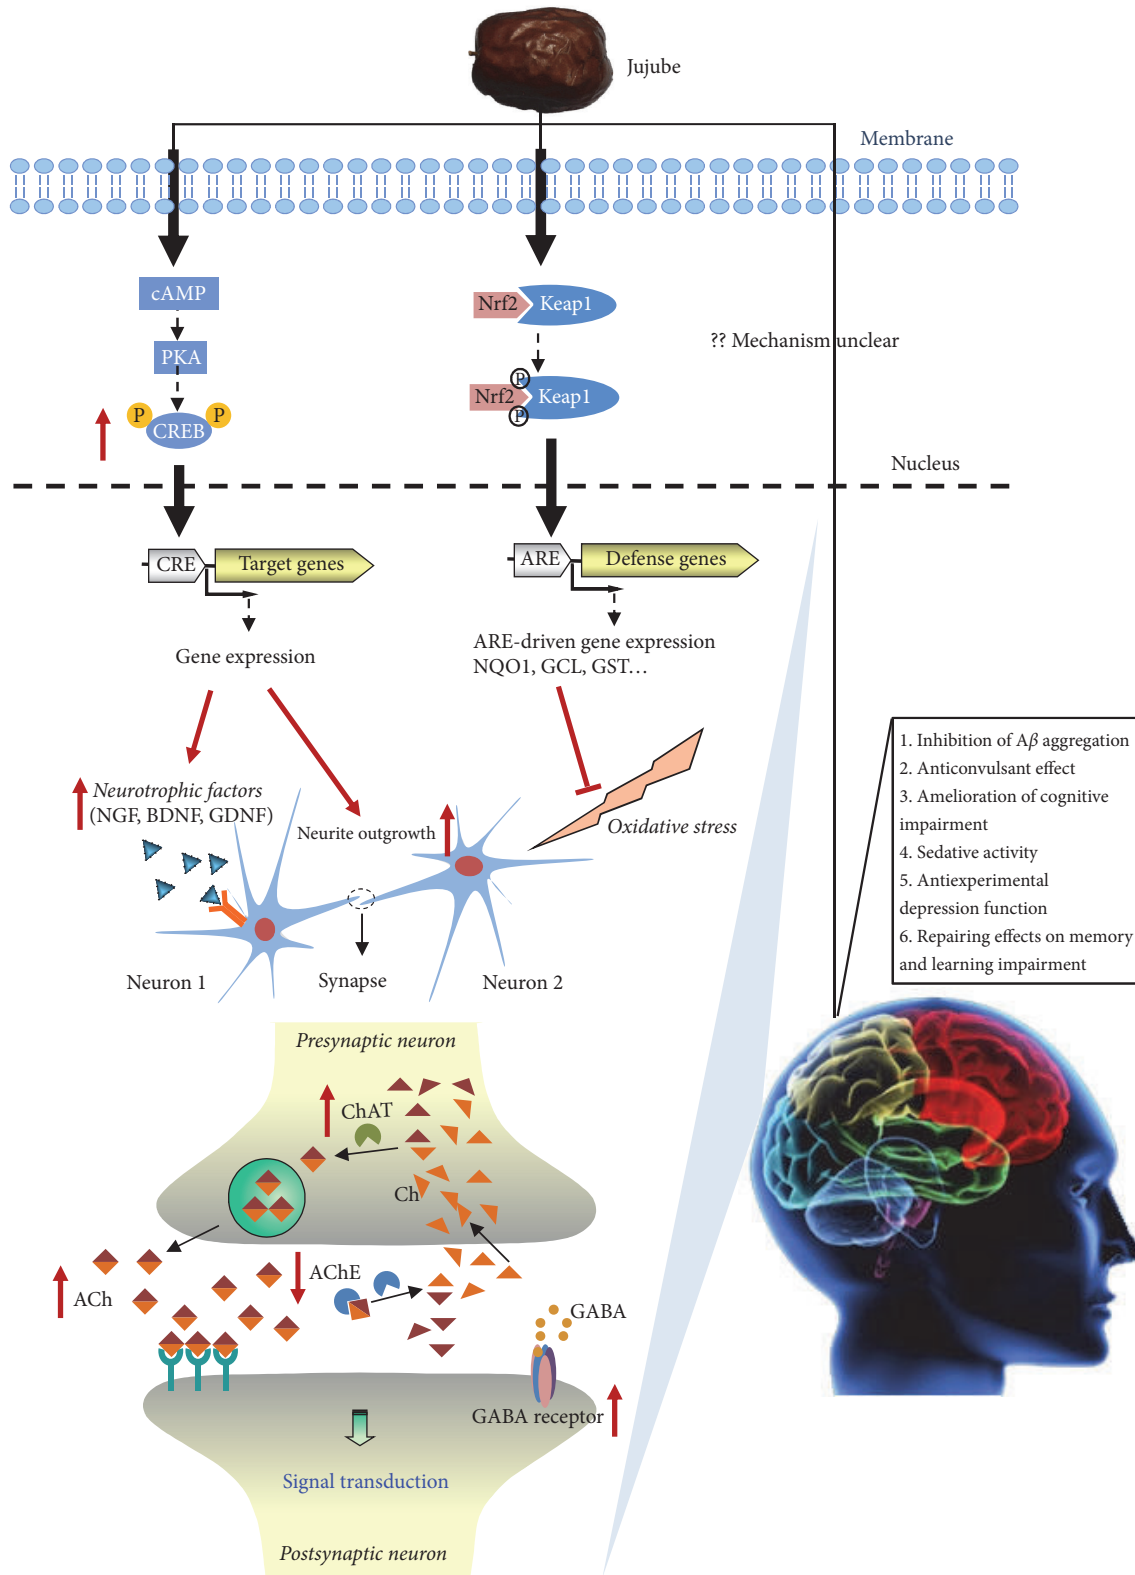 Jujube
Membrane
cAMP
Nrf2 Keap1
?? Mechanism unclear
PKA
P
Nrf2 Keap1
P
P P
CREB
Nucleus
CRE Target genes
ARE Defense genes
Gene expression
ARE-driven gene expression
NQO1, GCL, GST...
1. Inhibition of Aβ aggregation
2. Anticonvulsant effect
3. Amelioration of cognitive
impairment
4. Sedative activity
5. Antiexperimental
depression function
6. Repairing effects on memory
and learning impairment
Neurotrophic factors
(NGF, BDNF, GDNF)
Neurite outgrowth
Oxidative stress
Neuron 1
Synapse
Neuron 2
Presynaptic neuron
ChAT
Ch
AChE
ACh
GABA
GABA receptor
Signal transduction
Postsynaptic neuron